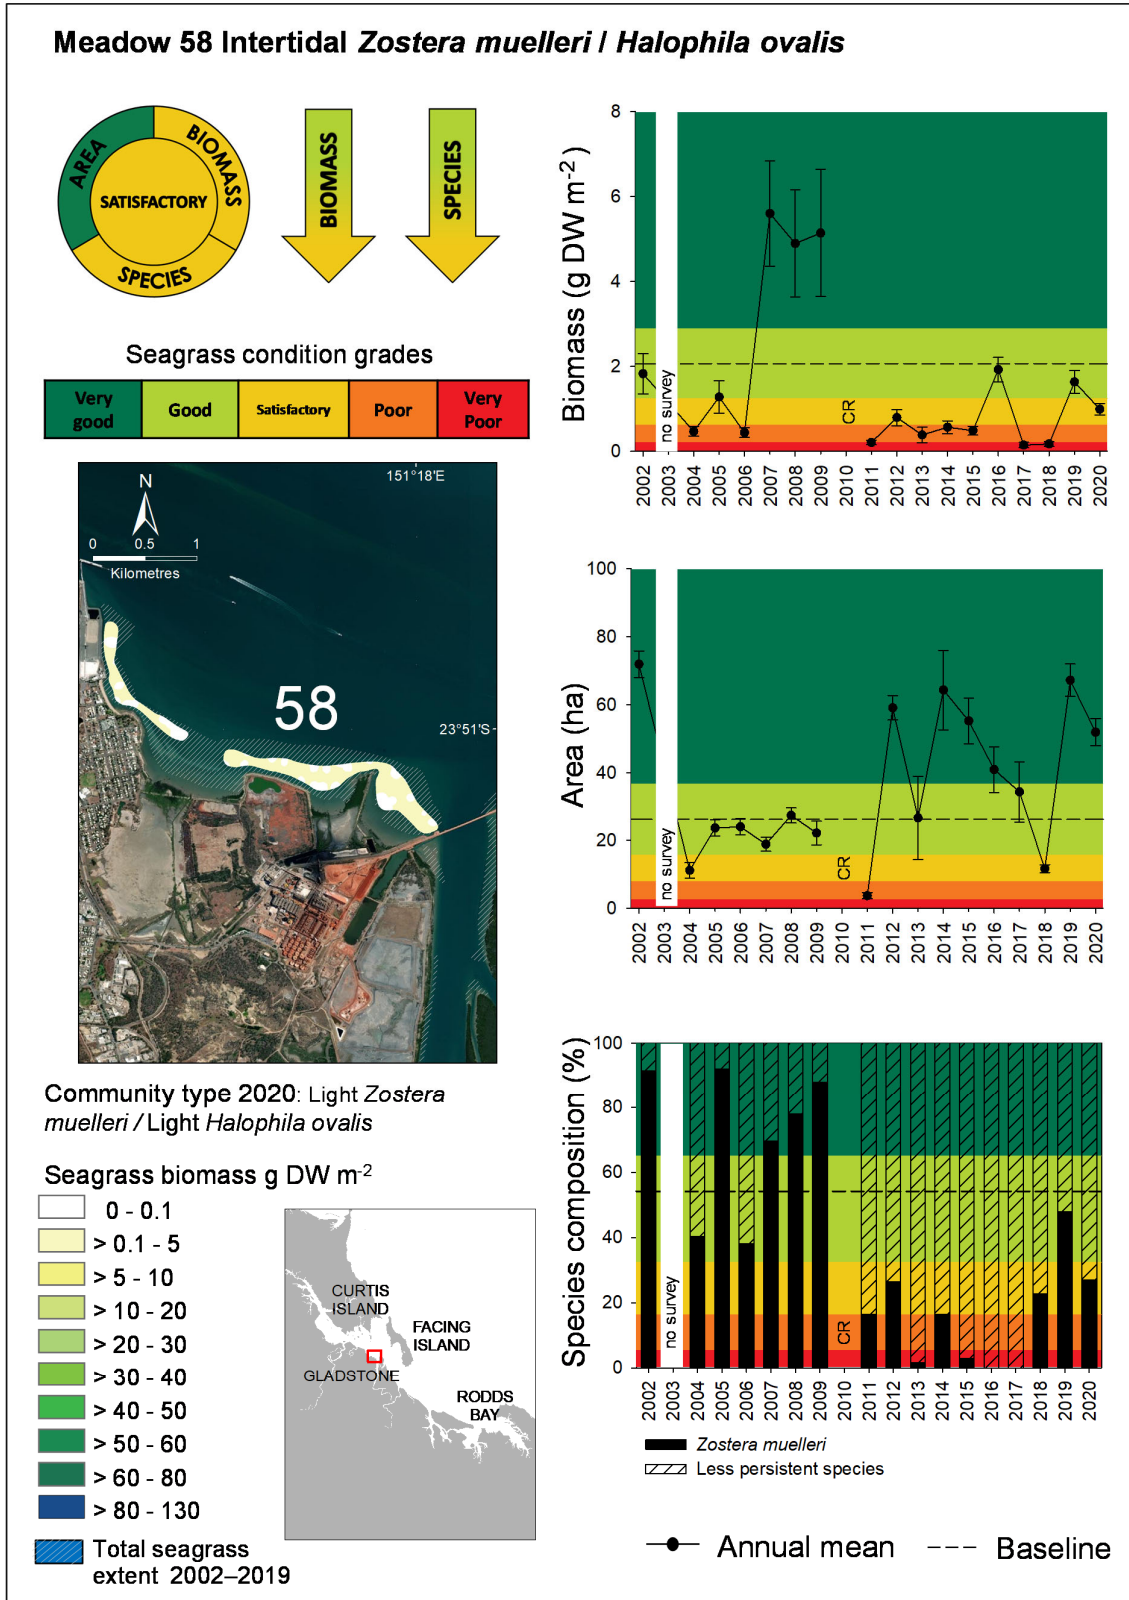 Meadow 58 Intertidal Zostera muelleri / Halophila ovalis
AREA
BIOMASS
SPECIES
SATISFACTORY
BIOMASS
SPECIES
Seagrass condition grades
Very good
Good
Satisfactory
Poor
Very Poor
151°18'E
N
0 0.5 1
Kilometres
58
23°51'S
Community type 2020: Light Zostera
muelleri / Light Halophila ovalis
Seagrass biomass g DW m-2
0 - 0.1
> 0.1 - 5
> 5 - 10
> 10 - 20
> 20 - 30
> 30 - 40
> 40 - 50
> 50 - 60
> 60 - 80
> 80 - 130
Total seagrass
extent 2002–2019
CURTIS
ISLAND
FACING
ISLAND
GLADSTONE
RODDS
BAY
Biomass (g DW m-2)
8
6
4
2
0
no survey
CR
2002 2003 2004 2005 2006 2007 2008 2009 2010 2011 2012 2013 2014 2015 2016 2017 2018 2019 2020
Area (ha)
100
80
60
40
20
0
no survey
CR
2002 2003 2004 2005 2006 2007 2008 2009 2010 2011 2012 2013 2014 2015 2016 2017 2018 2019 2020
Species composition (%)
100
80
60
40
20
0
no survey
CR
2002 2003 2004 2005 2006 2007 2008 2009 2010 2011 2012 2013 2014 2015 2016 2017 2018 2019 2020
Zostera muelleri
Less persistent species
Annual mean
Baseline